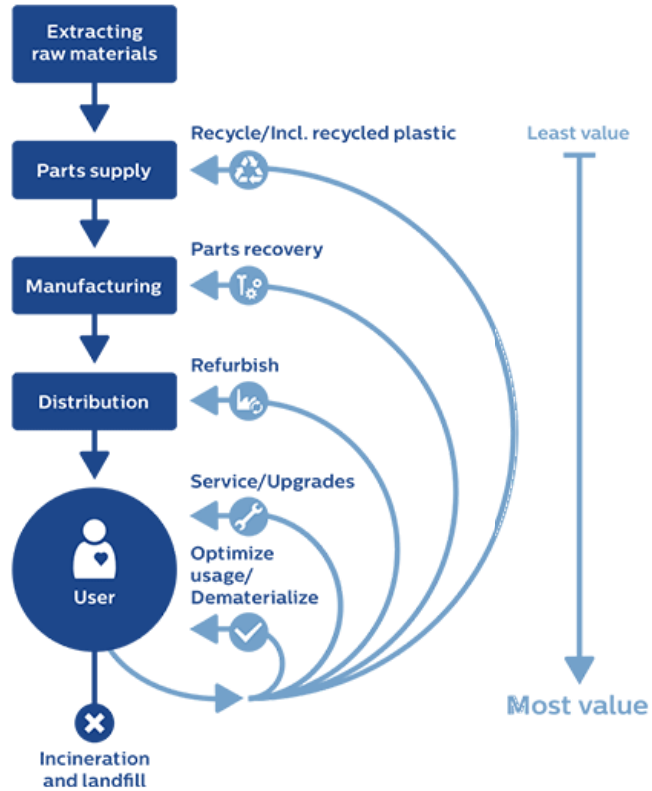 Extracting
raw materials
Recycle/Incl. recycled plastic
Least value
Parts supply
Parts recovery
Manufacturing
Refurbish
Distribution
Service/Upgrades
Optimize
usage/
Dematerialize
User
Most value
Incineration
and landfill